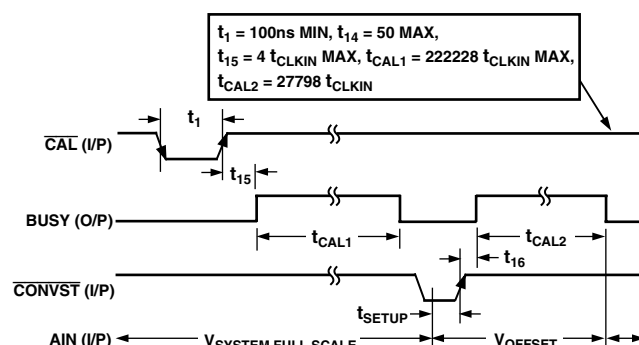 t1 = 100ns MIN, t14 = 50 MAX,
t15 = 4 tCLKIN MAX, tCAL1 = 222228 tCLKIN MAX,
tCAL2 = 27798 tCLKIN
CAL (I/P)
t1
t15
BUSY (O/P)
tCAL1
tCAL2
t16
CONVST (I/P)
tSETUP
AIN (I/P)
VSYSTEM FULL SCALE
VOFFSET